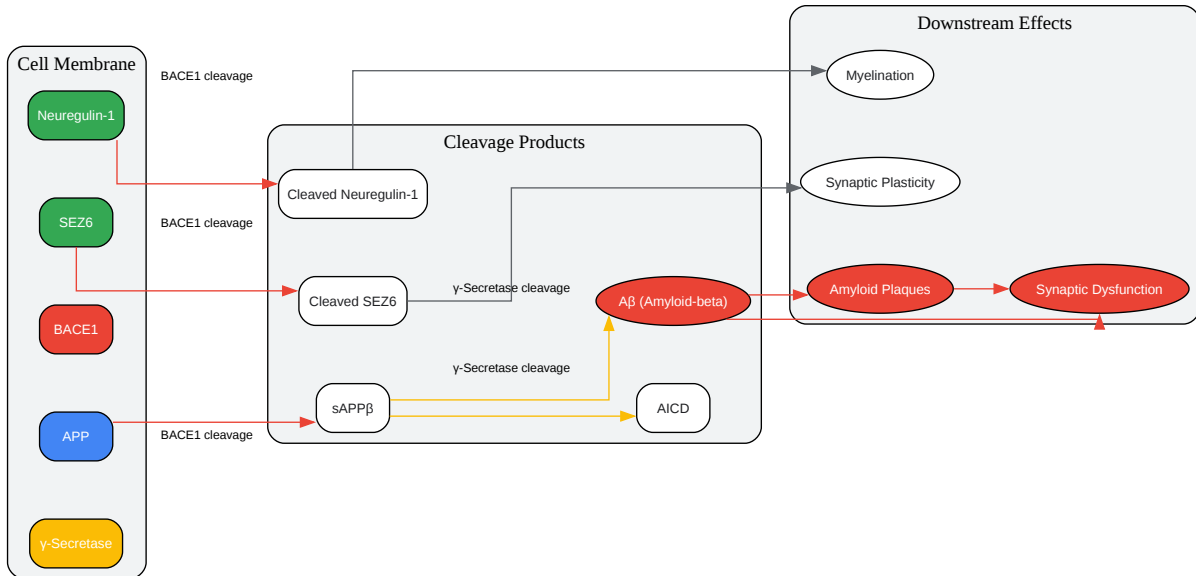 Cell Membrane
Neuregulin-1
SEZ6
BACE1
APP
γ-Secretase
BACE1 cleavage
BACE1 cleavage
BACE1 cleavage
Cleavage Products
Cleaved Neuregulin-1
Cleaved SEZ6
sAPPβ
γ-Secretase cleavage
γ-Secretase cleavage
Aβ (Amyloid-beta)
AICD
Downstream Effects
Myelination
Synaptic Plasticity
Amyloid Plaques
Synaptic Dysfunction